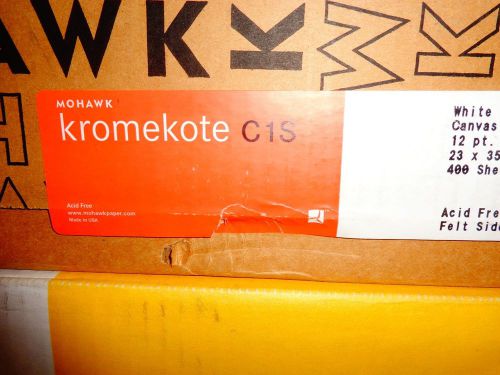 AWK
MOHAWK
kromekote C1S
Acid Free
www.mohawkpaper.com
Made in USA
White
Canvas
12 pt.
23 x 35
400 She
Acid Fre
Felt Side